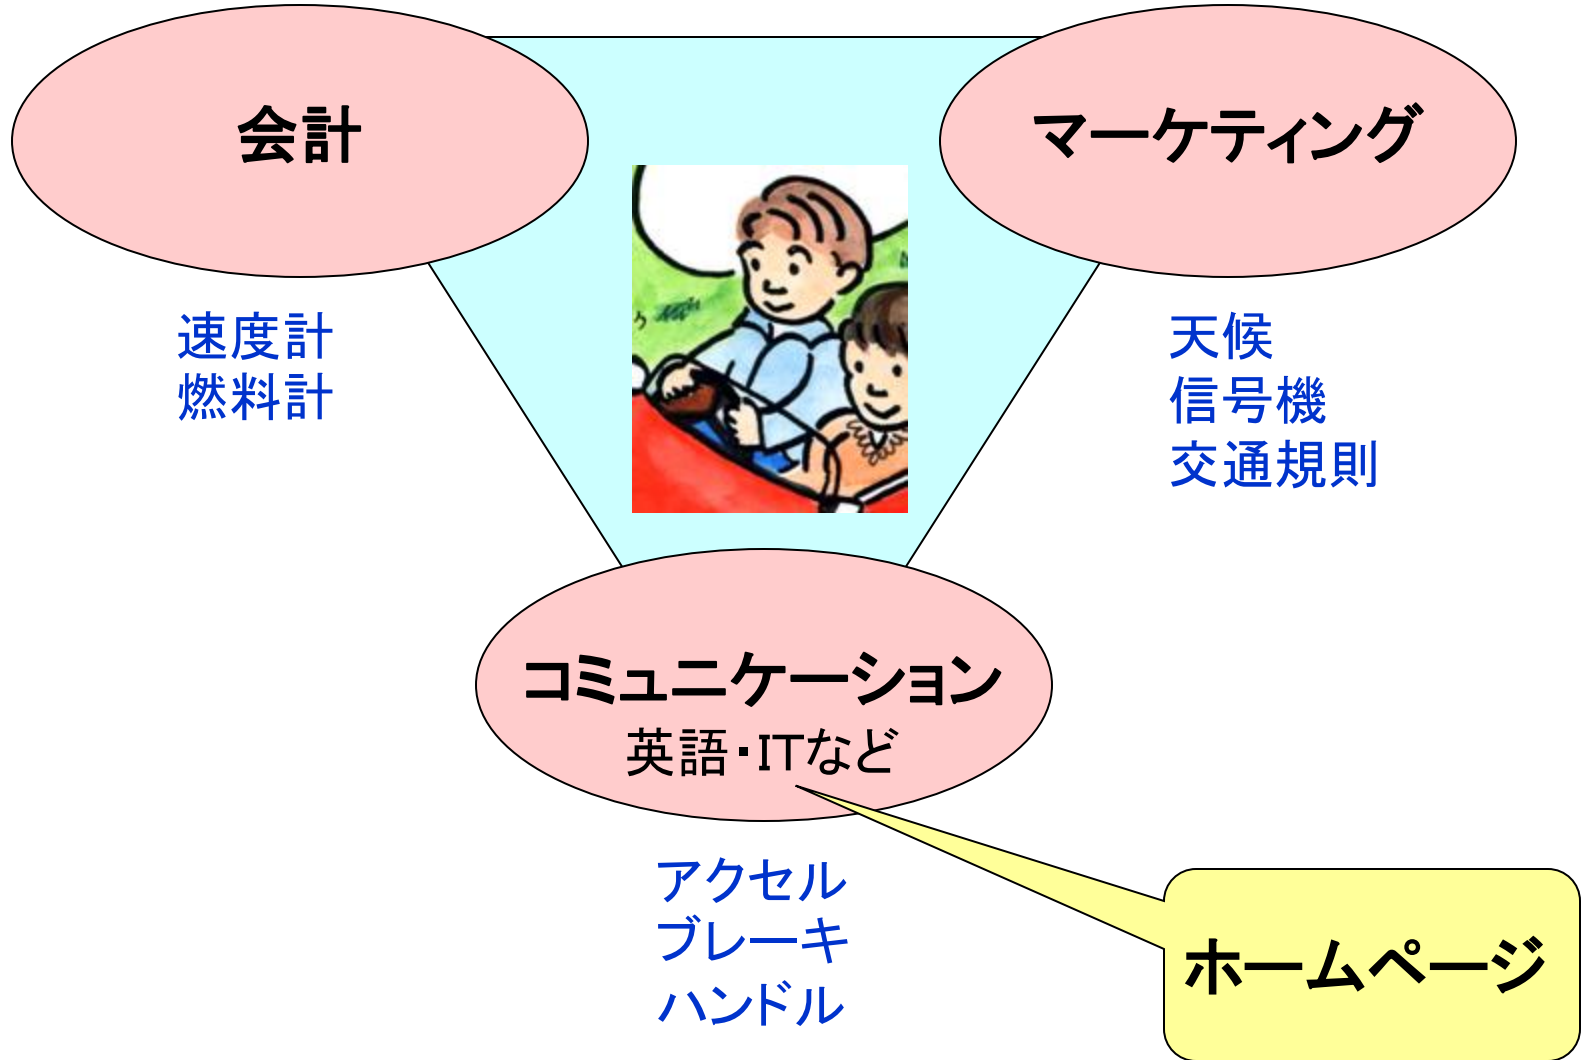 会計
マーケティング
速度計
燃料計
天候
信号機
交通規則
コミュニケーション
英語・ITなど
アクセル
ブレーキ
ハンドル
ホームページ